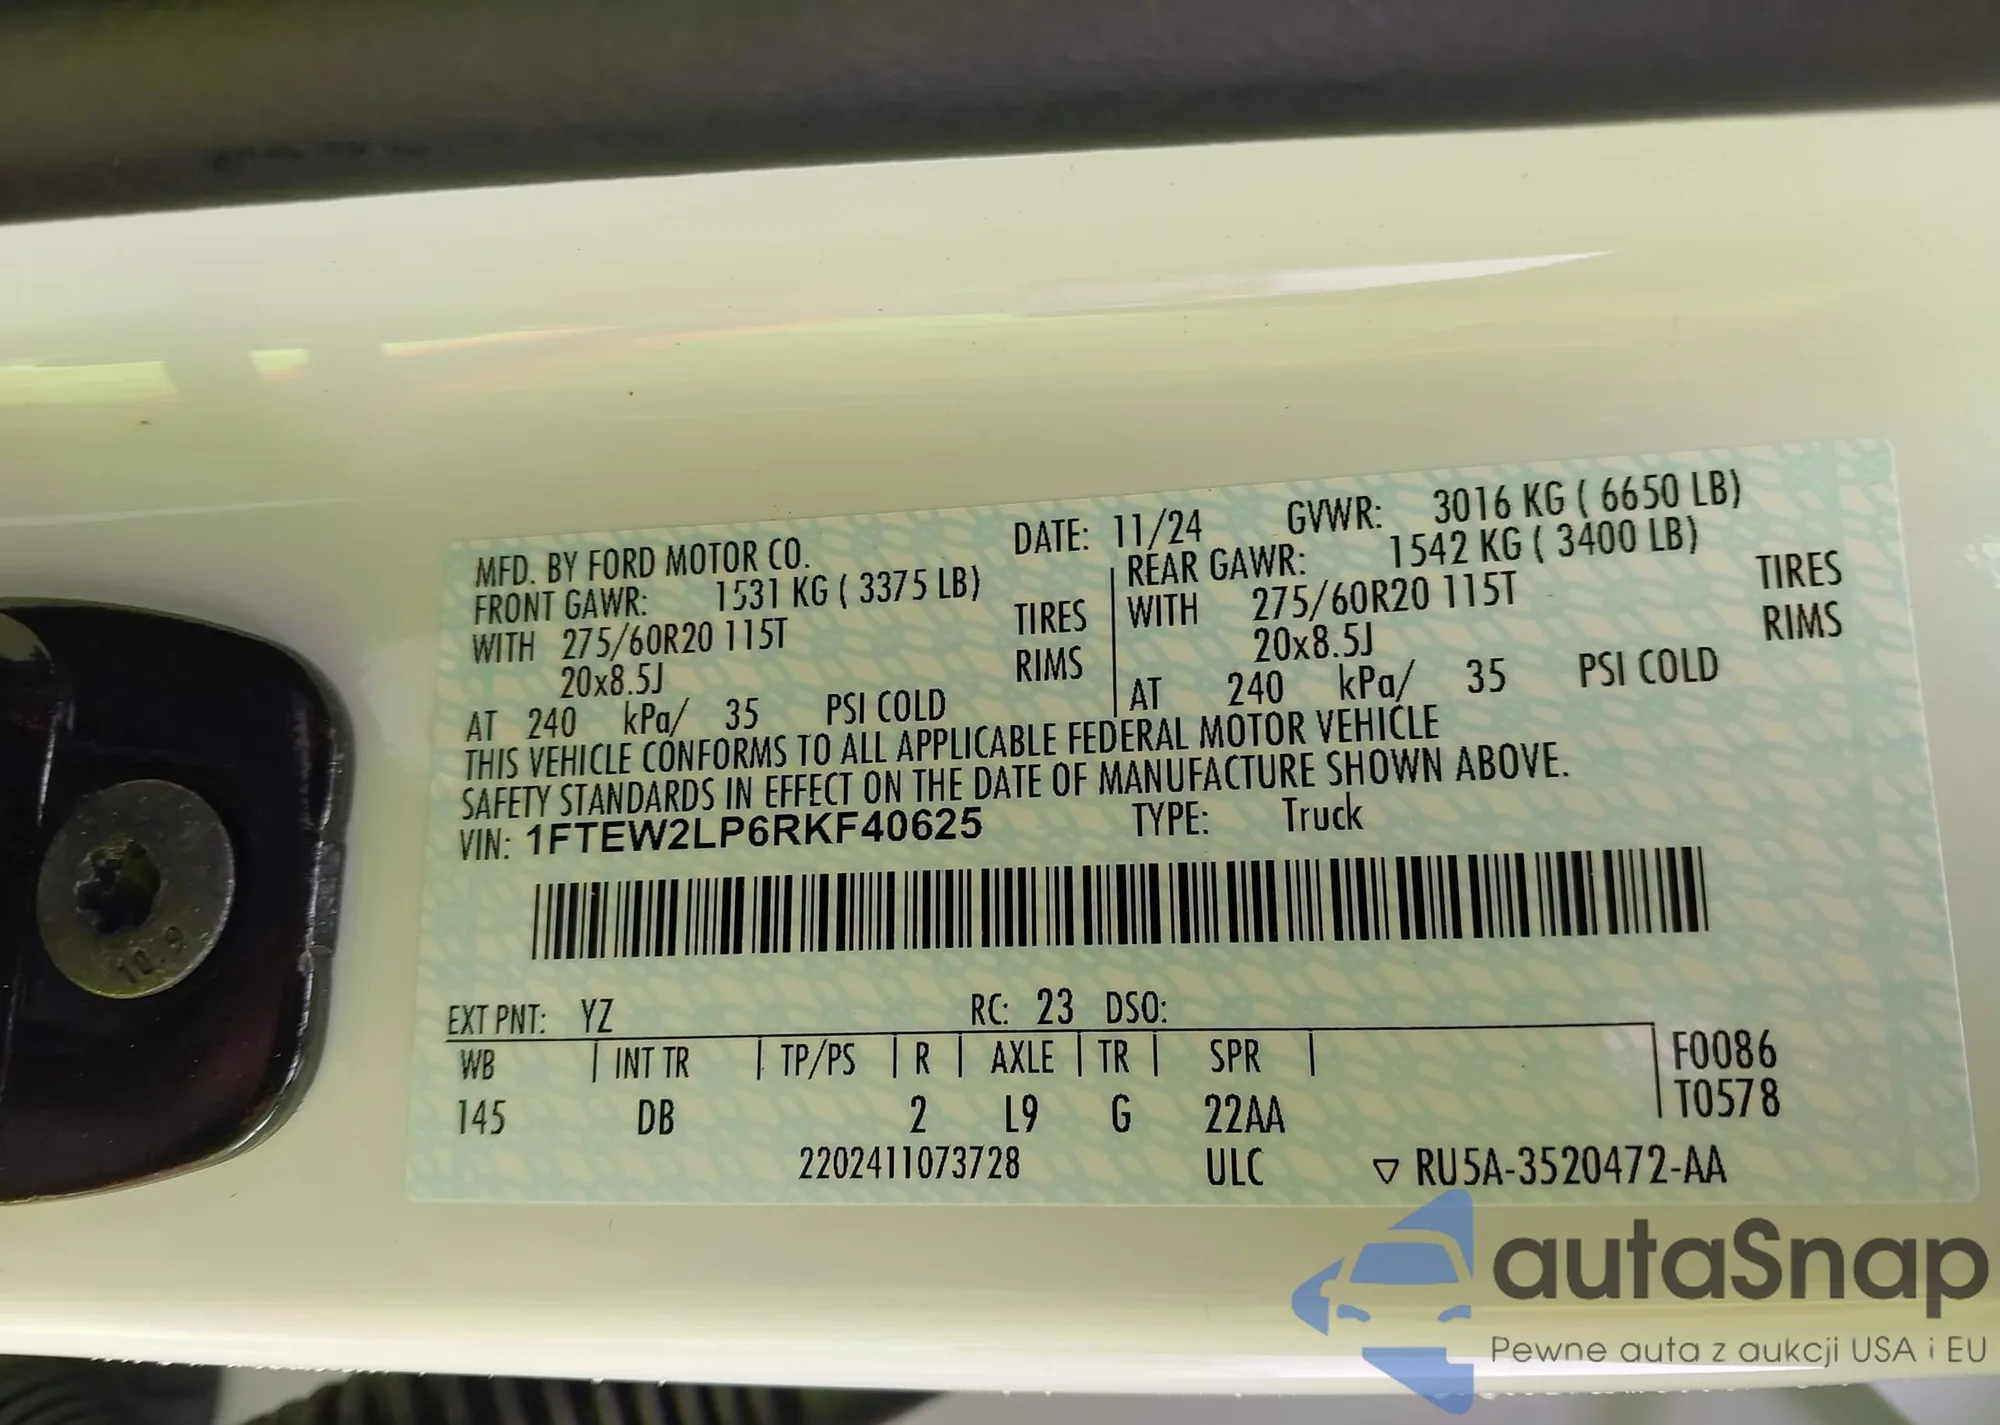 MFD. BY FORD MOTOR CO. DATE: 11/24 GVWR: 3016 KG ( 6650 LB)
FRONT GAWR: 1531 KG ( 3375 LB) REAR GAWR: 1542 KG ( 3400 LB)
WITH 275/60R20 115T TIRES WITH 275/60R20 115T TIRES
20x8.5J RIMS 20x8.5J RIMS
AT 240 kPa/ 35 PSI COLD AT 240 kPa/ 35 PSI COLD
THIS VEHICLE CONFORMS TO ALL APPLICABLE FEDERAL MOTOR VEHICLE
SAFETY STANDARDS IN EFFECT ON THE DATE OF MANUFACTURE SHOWN ABOVE.
VIN: 1FTEW2LP6RKF40625 TYPE: Truck
EXT PNT: YZ RC: 23 DSO:
WB | INT TR | TP/PS | R | AXLE | TR | SPR | F0086
145 DB 2 L9 G 22AA T0578
2202411073728 ULC ▽ RU5A-3520472-AA
10.9
autaSnap
Pewne auta z aukcji USA i EU